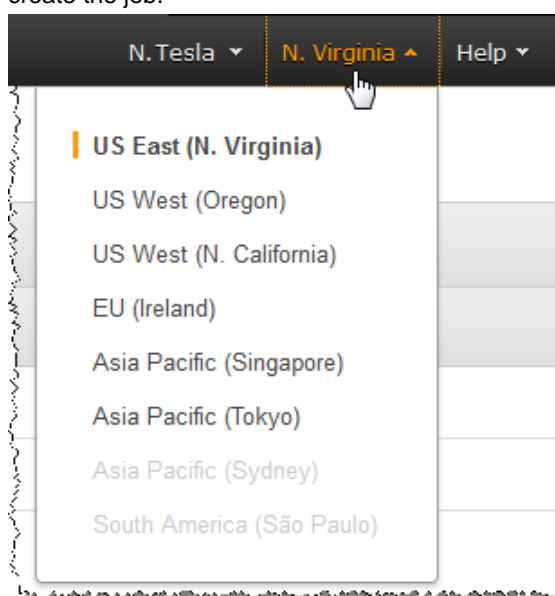 create the job.
N. Tesla N. Virginia Help
US East (N. Virginia)
US West (Oregon)
US West (N. California)
EU (Ireland)
Asia Pacific (Singapore)
Asia Pacific (Tokyo)
Asia Pacific (Sydney)
South America (São Paulo)